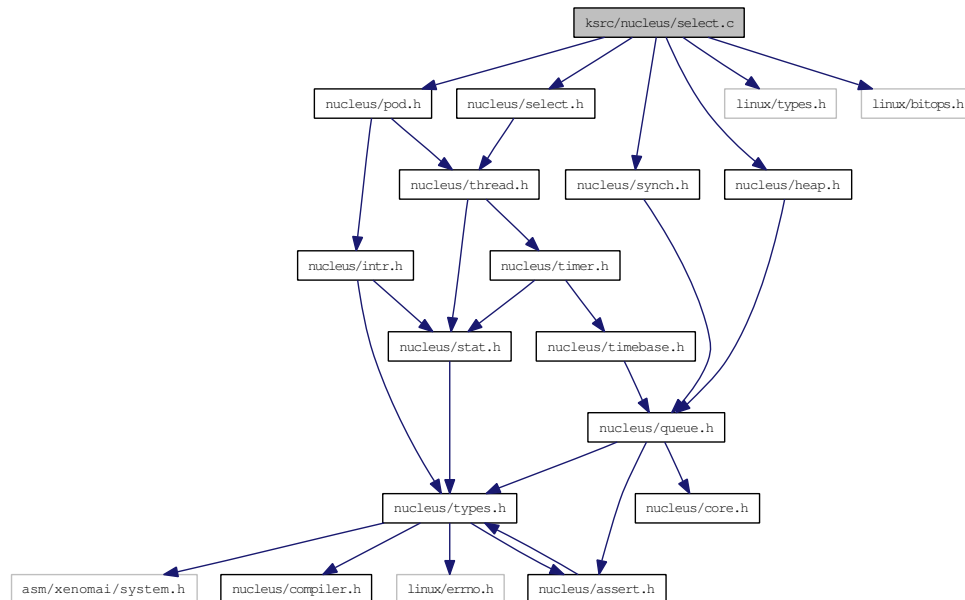 ksrc/nucleus/select.c
nucleus/pod.h
nucleus/select.h
linux/types.h
linux/bitops.h
nucleus/thread.h
nucleus/synch.h
nucleus/heap.h
nucleus/intr.h
nucleus/timer.h
nucleus/stat.h
nucleus/timebase.h
nucleus/queue.h
nucleus/types.h
nucleus/core.h
asm/xenomai/system.h
nucleus/compiler.h
linux/errno.h
nucleus/assert.h